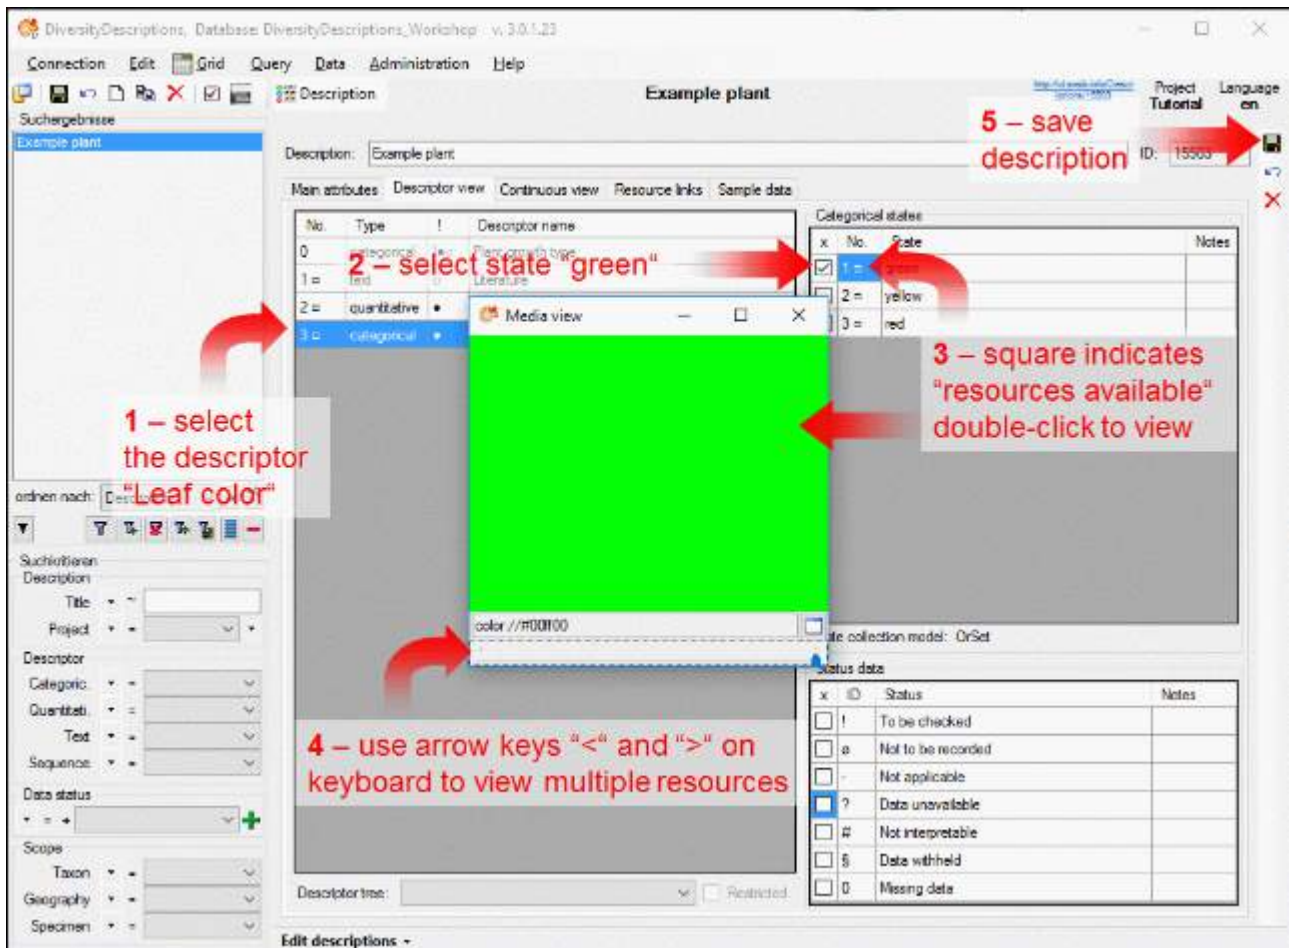 DiversityDescriptions, Database: DiversityDescriptions_Workshop v. 3.0.1.23
Connection Edit Grid Query Data Administration Help
Description
Example plant
Project
Tutorial
Language
en
Suchergebnisse
Example plant
5 – save
description
Description: Example plant
ID: 15503
Main attributes Descriptor view Continuous view Resource links Sample data
No. Type ! Descriptor name
0 categorical Plant growth type
1 text Literature
2 quantitative
3 categorical
2 – select state "green"
Categorical states
x No. State Notes
1 = green
2 = yellow
3 = red
Media view
3 – square indicates
"resources available"
double-click to view
1 – select
the descriptor
"Leaf color"
color://#00ff00
4 – use arrow keys "<" and ">" on
keyboard to view multiple resources
collection model: OrSet
Status data
x ID Status Notes
! To be checked
ø Not to be recorded
- Not applicable
? Data unavailable
# Not interpretable
§ Data withheld
0 Missing data
ordnen nach:
Suchkriterien
Description
Title ~
Project =
Descriptor
Categoric. =
Quantitati. =
Text =
Sequence =
Data status
=
Scope
Taxon =
Geography =
Specimen =
Descriptor tree: Restricted
Edit descriptions